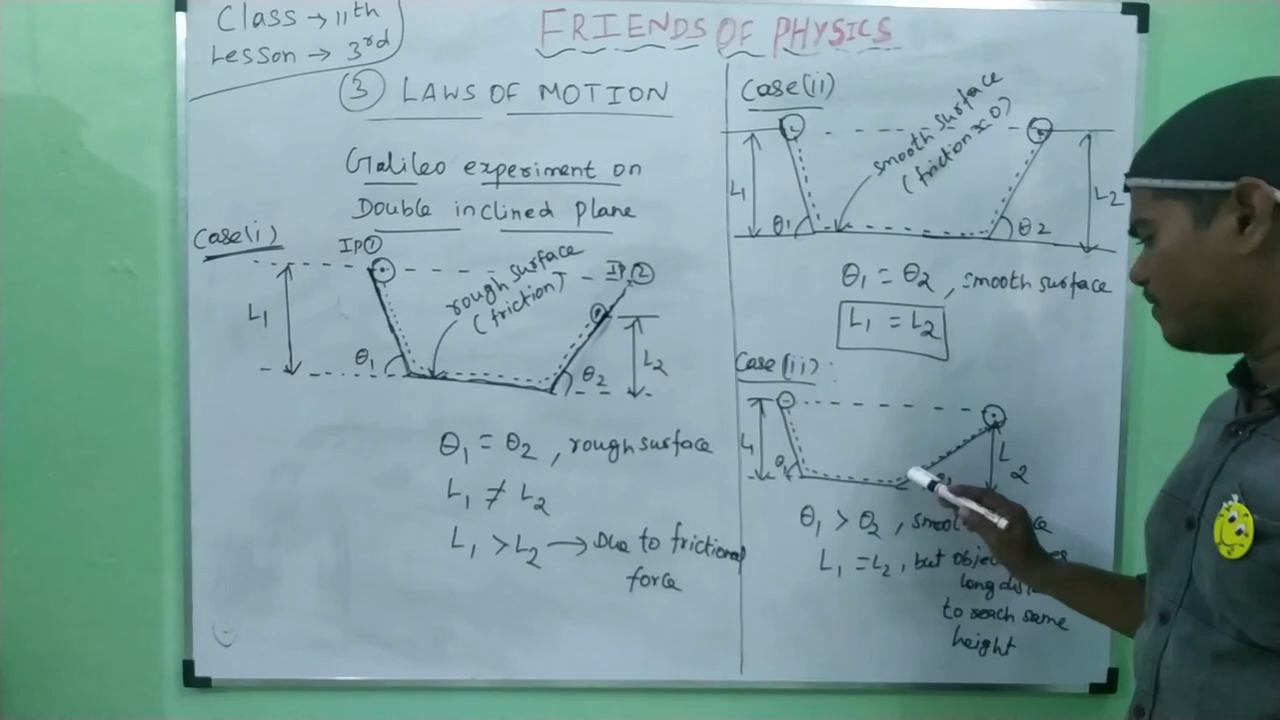 Class → 11th
Lesson → 3rd
FRIENDS OF PHYSICS
③ LAWS OF MOTION
Galileo experiment on
Double inclined plane
Case(i)
IP①
IP②
rough surface
(friction)
L1
θ1
θ2
L2
θ1 = θ2 , rough surface
L1 ≠ L2
L1 > L2 → Due to frictional
force
Case(ii)
smooth surface
(friction ≈ 0)
L1
θ1
θ2
L2
θ1 = θ2 , smooth surface
L1 = L2
Case (iii) :
L1
θ1
L2
θ1 > θ2 ,
L1 = L2 , but
long
to reach same
height